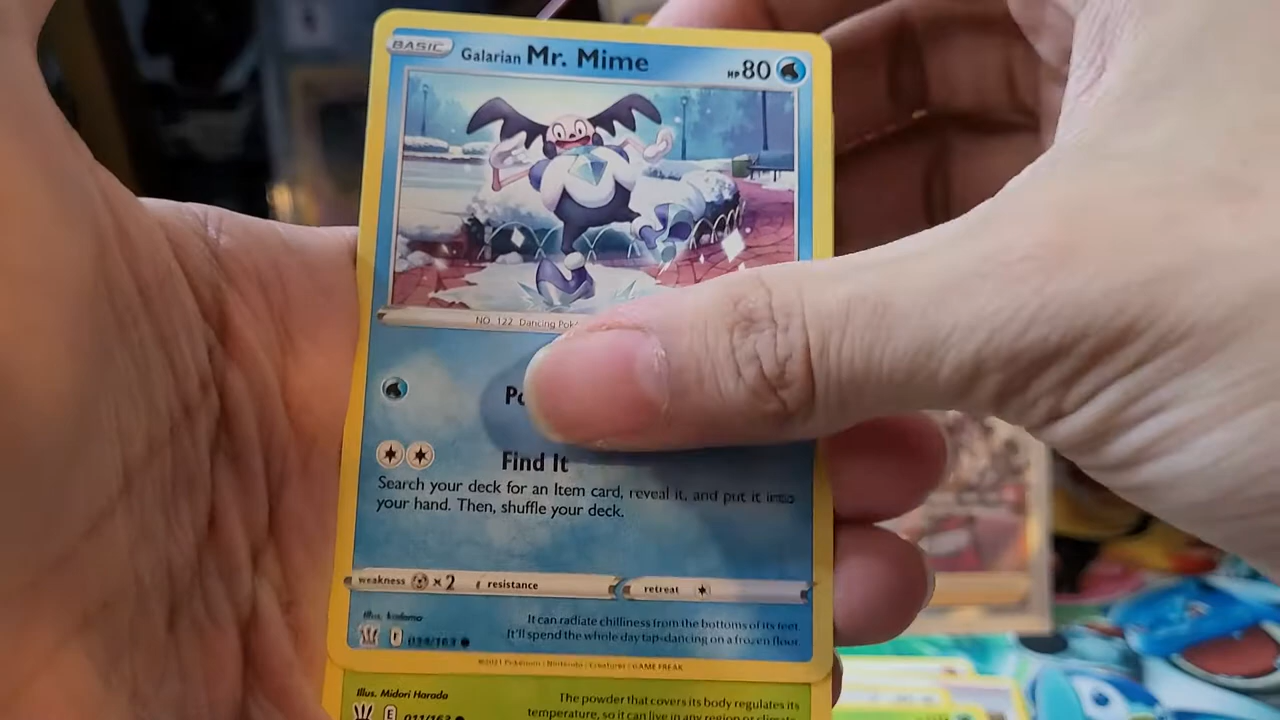 BASIC Galarian Mr. Mime HP 80
NO. 122 Dancing
Find It
Search your deck for an Item card, reveal it, and put it into
your hand. Then, shuffle your deck.
weakness ×2 resistance retreat
Illus. kodama
It can radiate chilliness from the bottoms of its feet.
It'll spend the whole day tap-dancing on a frozen floor.
E 034/163
©2021 Pokémon / Nintendo / Creatures / GAME FREAK
Illus. Midori Harada
The powder that covers its body regulates its
temperature, so it can live in any region or climate
E 011/163